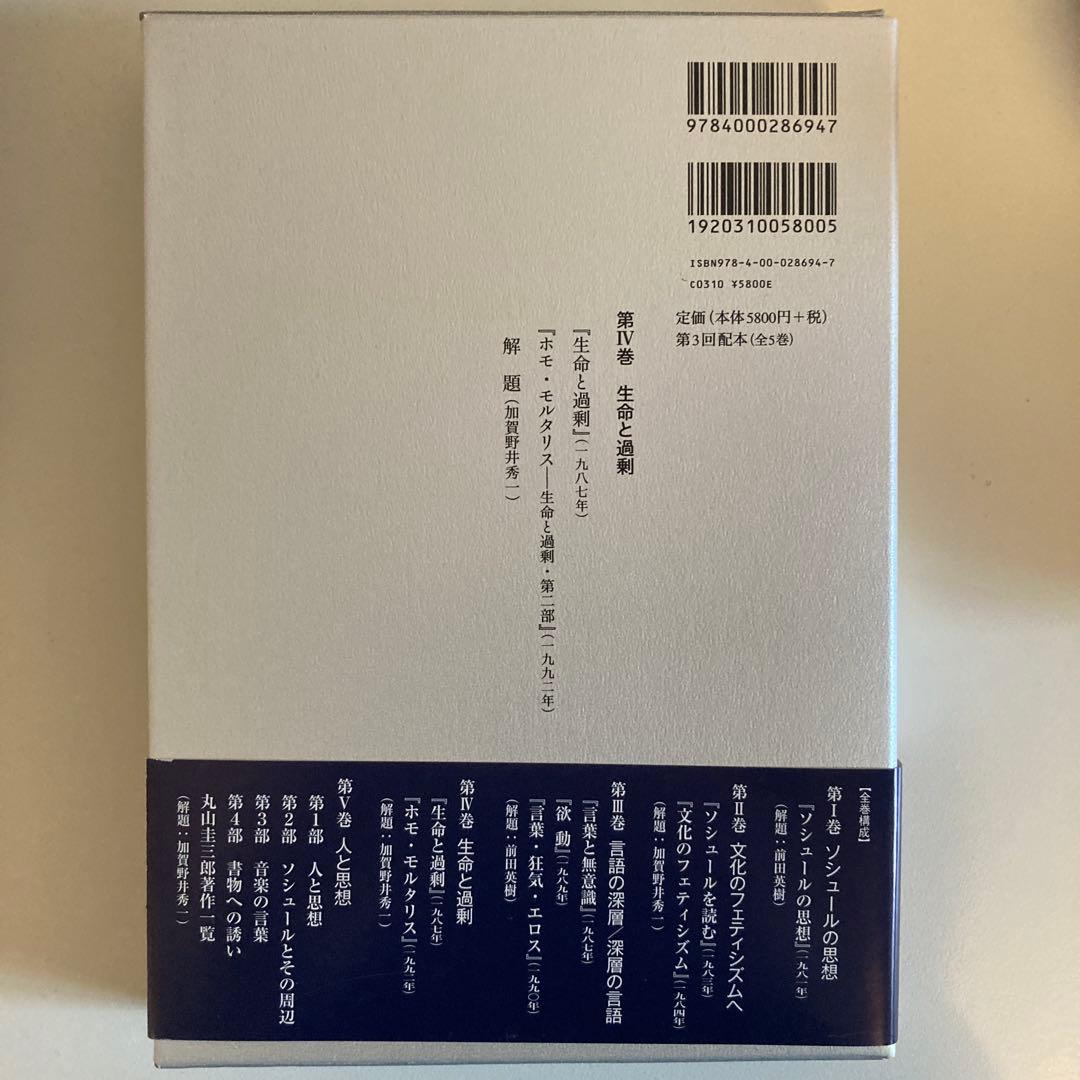 9784000286947
1920310058005
ISBN978-4-00-028694-7
C0310 ¥5800E
定価(本体5800円+税)
第3回配本(全5巻)
第Ⅳ巻 生命と過剰
『生命と過剰』(一九八七年)
『ホモ・モルタリス──生命と過剰・第二部』(一九九二年)
解 題(加賀野井秀一)
【全巻構成】
第Ⅰ巻 ソシュールの思想
『ソシュールの思想』(一九八一年)
(解題:前田英樹)
第Ⅱ巻 文化のフェティシズムへ
『ソシュールを読む』(一九八三年)
『文化のフェティシズム』(一九八四年)
(解題:加賀野井秀一)
第Ⅲ巻 言語の深層/深層の言語
『言葉と無意識』(一九八七年)
『欲 動』(一九八九年)
『言葉・狂気・エロス』(一九九〇年)
(解題:前田英樹)
第Ⅳ巻 生命と過剰
『生命と過剰』(一九八七年)
『ホモ・モルタリス』(一九九二年)
(解題:加賀野井秀一)
第Ⅴ巻 人と思想
第1部 人と思想
第2部 ソシュールとその周辺
第3部 音楽の言葉
第4部 書物への誘い
丸山圭三郎著作一覧
(解題:加賀野井秀一)